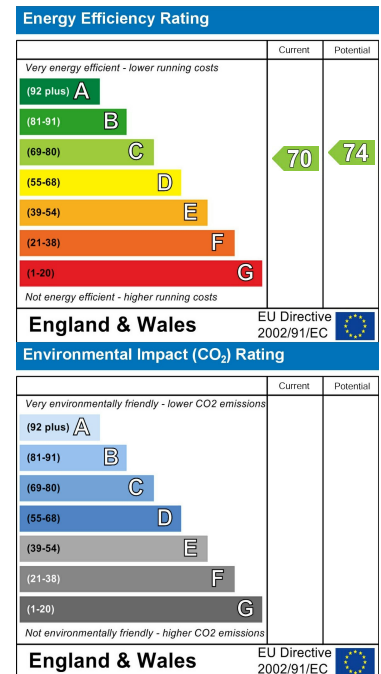 Energy Efficiency Rating
Current Potential
Very energy efficient - lower running costs
(92 plus) A
(81-91) B
(69-80) C
70 74
(55-68) D
(39-54) E
(21-38) F
(1-20) G
Not energy efficient - higher running costs
England & Wales
EU Directive
2002/91/EC
Environmental Impact (CO₂) Rating
Current Potential
Very environmentally friendly - lower CO2 emissions
(92 plus) A
(81-91) B
(69-80) C
(55-68) D
(39-54) E
(21-38) F
(1-20) G
Not environmentally friendly - higher CO2 emissions
England & Wales
EU Directive
2002/91/EC